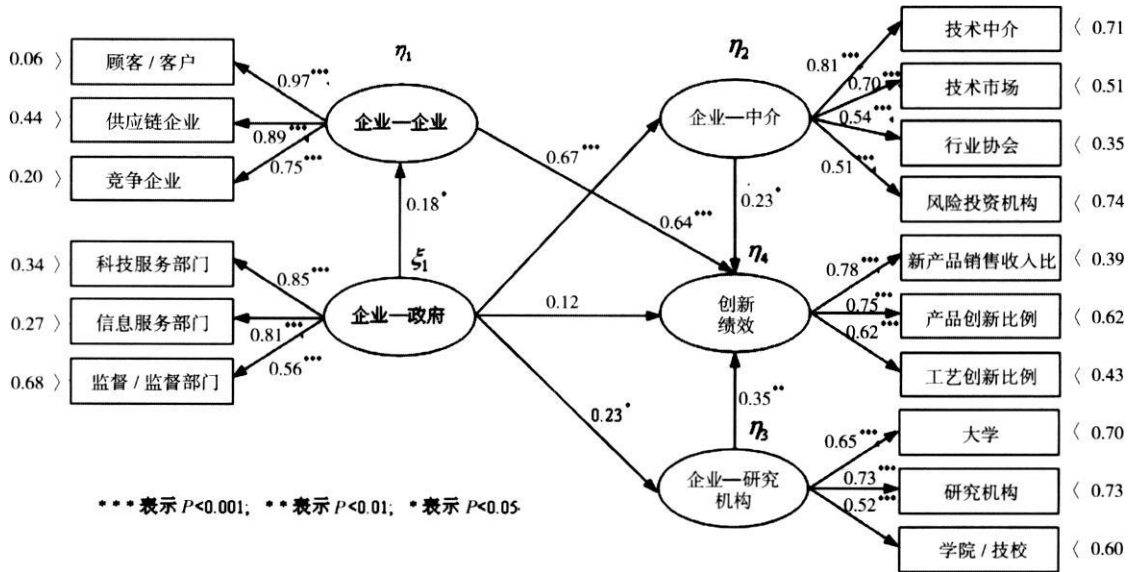 η₁
η₂
0.06 〉 顾客 / 客户
0.97***
0.44 〉 供应链企业
0.89***
0.20 〉 竞争企业
0.75***
企业—企业
0.18*
ξ₁
0.34 〉 科技服务部门
0.85***
0.27 〉 信息服务部门
0.81***
0.68 〉 监督 / 监督部门
0.56***
企业—政府
0.67***
0.64***
0.12
0.23*
企业—中介
0.81***
技术中介 〈 0.71
0.70***
技术市场 〈 0.51
0.54***
行业协会 〈 0.35
0.51***
风险投资机构 〈 0.74
0.23*
η₄
创新
绩效
0.78***
新产品销售收入比 〈 0.39
0.75***
产品创新比例 〈 0.62
0.62***
工艺创新比例 〈 0.43
0.35**
η₃
企业—研究
机构
0.65***
大学 〈 0.70
0.73***
研究机构 〈 0.73
0.52***
学院 / 技校 〈 0.60
***表示 P<0.001; **表示 P<0.01; *表示 P<0.05